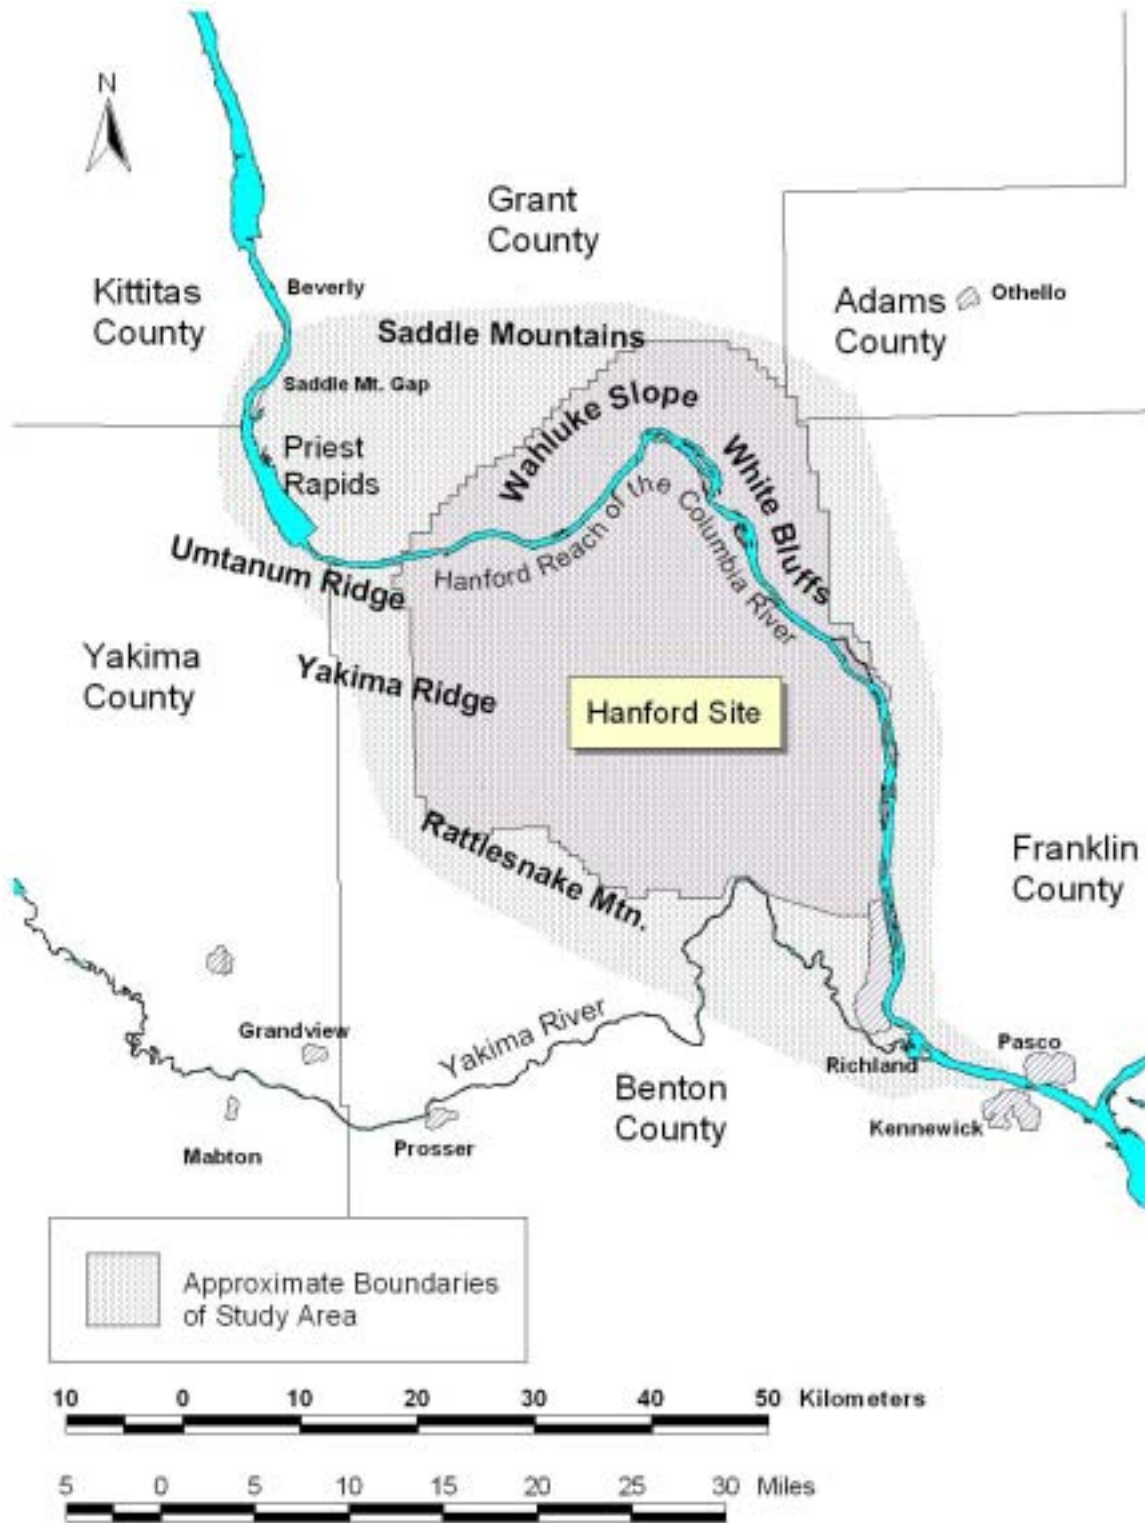 N
Grant
County
Kittitas
County
Beverly
Adams
County
Othello
Saddle Mountains
Saddle Mt. Gap
Wahluke Slope
Priest
Rapids
White Bluffs
Umtanum Ridge
Hanford Reach of the Columbia River
Yakima
County
Yakima Ridge
Hanford Site
Rattlesnake Mtn.
Franklin
County
Grandview
Yakima River
Pasco
Richland
Benton
County
Kennewick
Mabton
Prosser
Approximate Boundaries
of Study Area
10 0 10 20 30 40 50 Kilometers
5 0 5 10 15 20 25 30 Miles